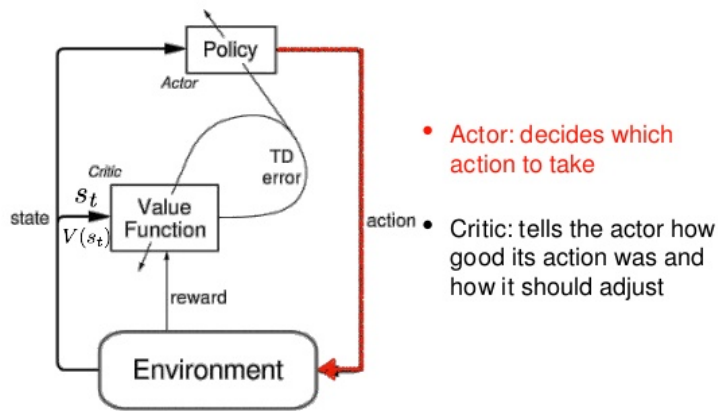 Policy
Actor
TD
error
Critic
s_t
state
V(s_t)
Value
Function
action
reward
Environment
• Actor: decides which
action to take
• Critic: tells the actor how
good its action was and
how it should adjust